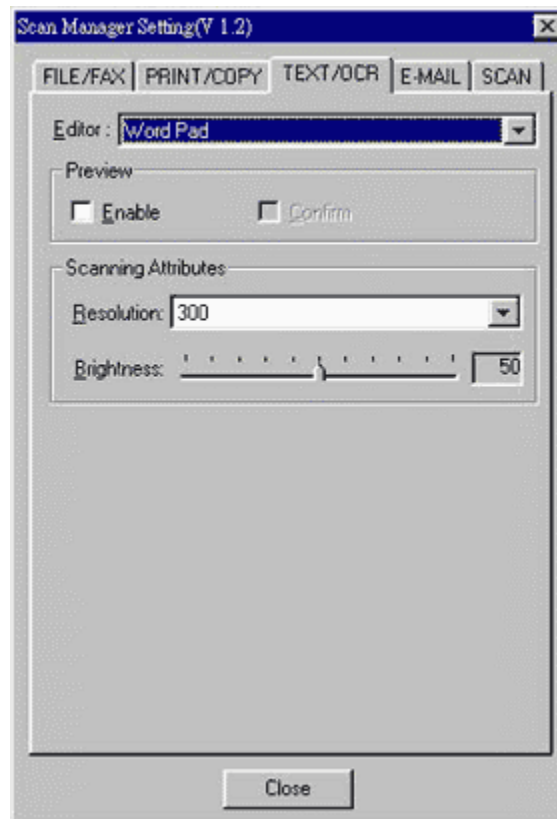 Scan Manager Setting(V 1.2)
FILE/FAX PRINT/COPY TEXT/OCR E-MAIL SCAN
Editor : Word Pad
Preview
Enable Confirm
Scanning Attributes
Resolution: 300
Brightness: 50
Close